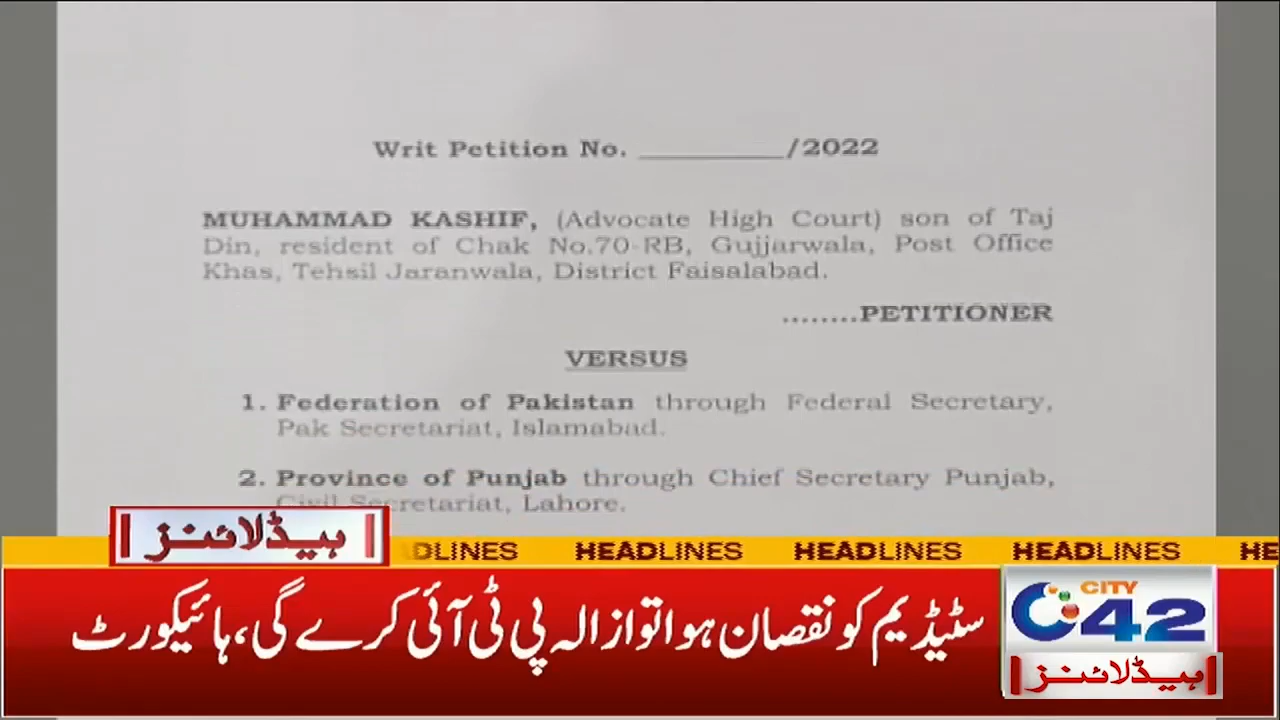 Writ Petition No. __________/2022
MUHAMMAD KASHIF, (Advocate High Court) son of Taj
Din, resident of Chak No.70-RB, Gujjarwala, Post Office
Khas, Tehsil Jaranwala, District Faisalabad.
........PETITIONER
VERSUS
1. Federation of Pakistan through Federal Secretary,
Pak Secretariat, Islamabad.
2. Province of Punjab through Chief Secretary Punjab,
Civil Secretariat, Lahore.
ہیڈلائنز
DLINES HEADLINES HEADLINES HEADLINES HE
سٹیڈیم کو نقصان ہوا تو ازالہ پی ٹی آئی کرے گی، ہائیکورٹ
CITY
42
ہیڈلائنز